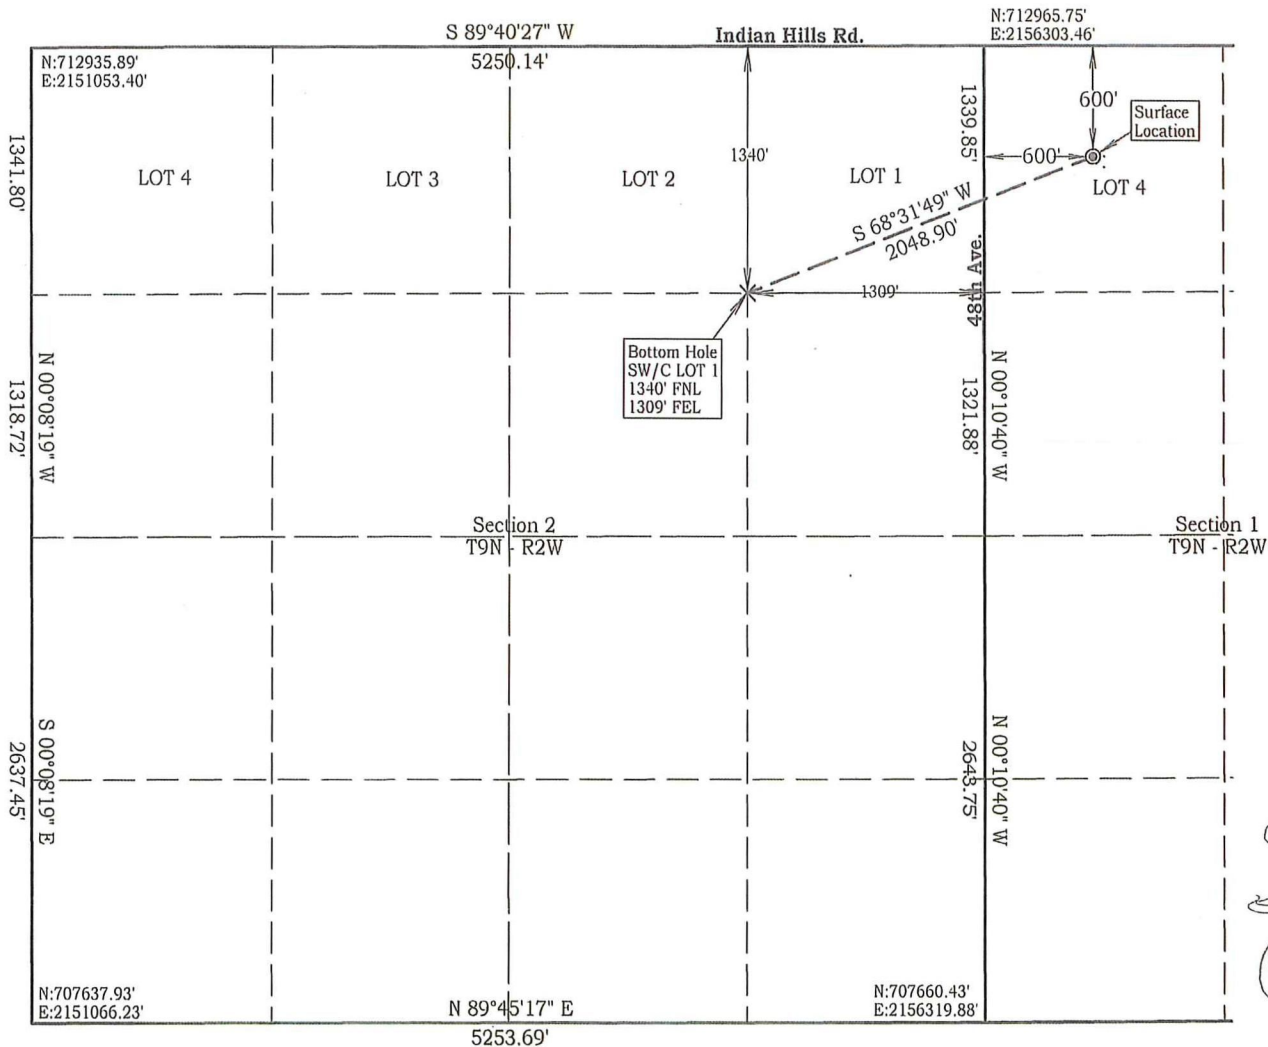 S 89°40'27" W
5250.14'
Indian Hills Rd.
N:712965.75'
E:2156303.46'
N:712935.89'
E:2151053.40'
1341.80'
LOT 4
LOT 3
LOT 2
1340'
LOT 1
1339.85'
600'
600'
Surface
Location
LOT 4
S 68°31'49" W
2048.90'
48th Ave.
1309'
Bottom Hole
SW/C LOT 1
1340' FNL
1309' FEL
N 00°08'19" W
1318.72'
1321.88'
N 00°10'40" W
Section 2
T9N - R2W
Section 1
T9N - R2W
S 00°08'19" E
2637.45'
2643.75'
N 00°10'40" W
N:707637.93'
E:2151066.23'
N 89°45'17" E
5253.69'
N:707660.43'
E:2156319.88'